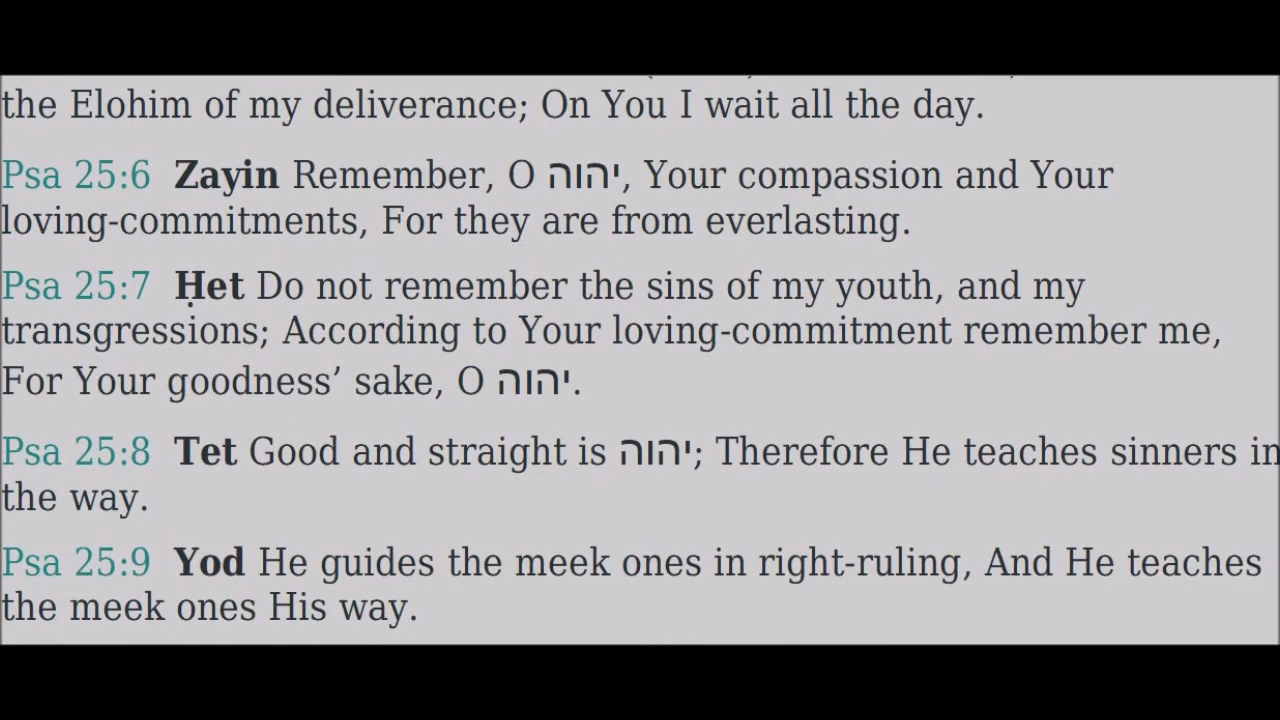 the Elohim of my deliverance; On You I wait all the day.
Psa 25:6 Zayin Remember, O יהוה, Your compassion and Your
loving-commitments, For they are from everlasting.
Psa 25:7 Ḥet Do not remember the sins of my youth, and my
transgressions; According to Your loving-commitment remember me,
For Your goodness’ sake, O יהוה.
Psa 25:8 Tet Good and straight is יהוה; Therefore He teaches sinners in
the way.
Psa 25:9 Yod He guides the meek ones in right-ruling, And He teaches
the meek ones His way.